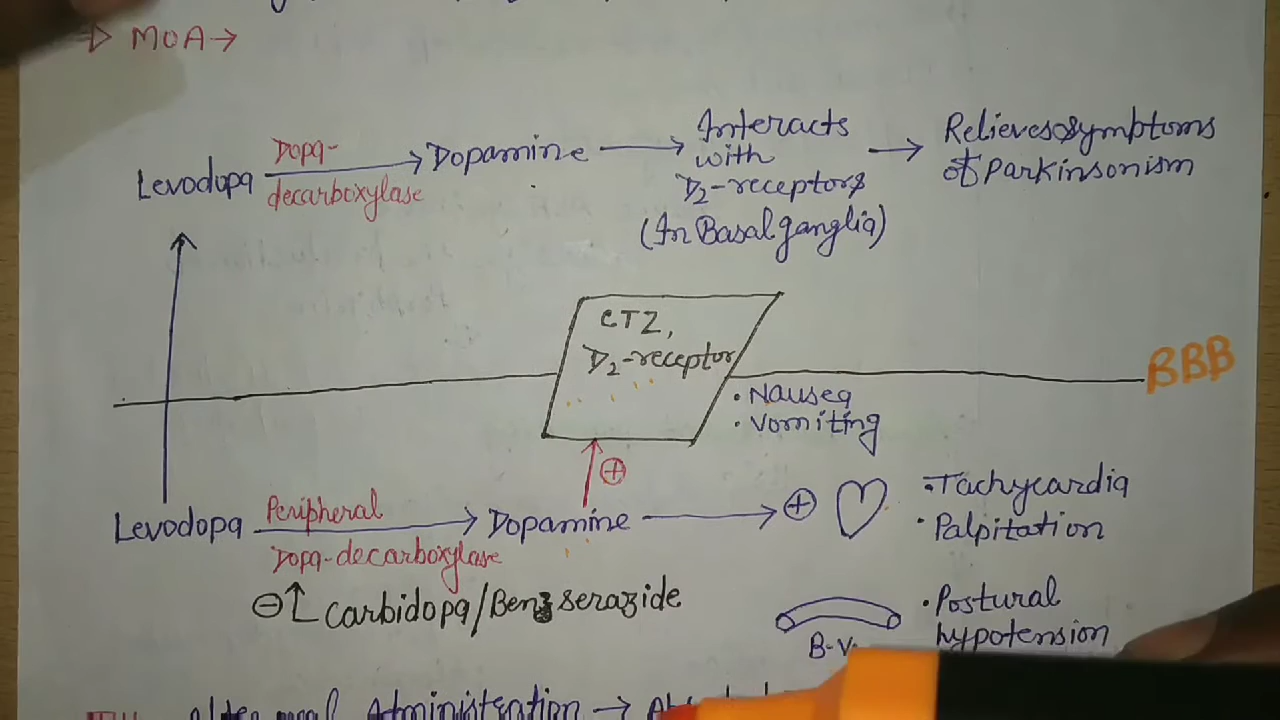 MOA→
Levodopa
Dopa-
decarboxylase
Dopamine
Interacts
with
D2-receptors
(In Basal ganglia)
Relieves symptoms
of Parkinsonism
CTZ,
D2-receptor
BBB
• Nausea
• Vomiting
Levodopa
Peripheral
Dopa-decarboxylase
Dopamine
⊕
⊕
• Tachycardia
• Palpitation
⊖ Carbidopa/Benserazide
• Postural
hypotension
B-V
Administration →